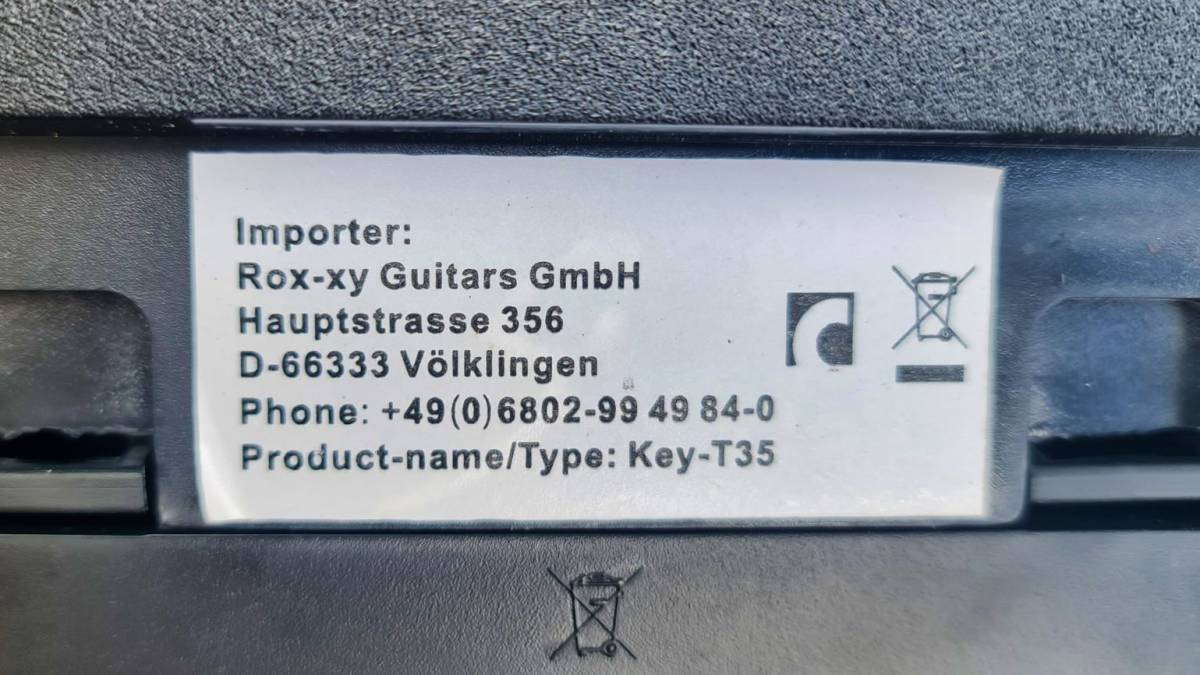 Importer:
Rox-xy Guitars GmbH
Hauptstrasse 356
D-66333 Völklingen
Phone: +49(0)6802-99 49 84-0
Product-name/Type: Key-T35